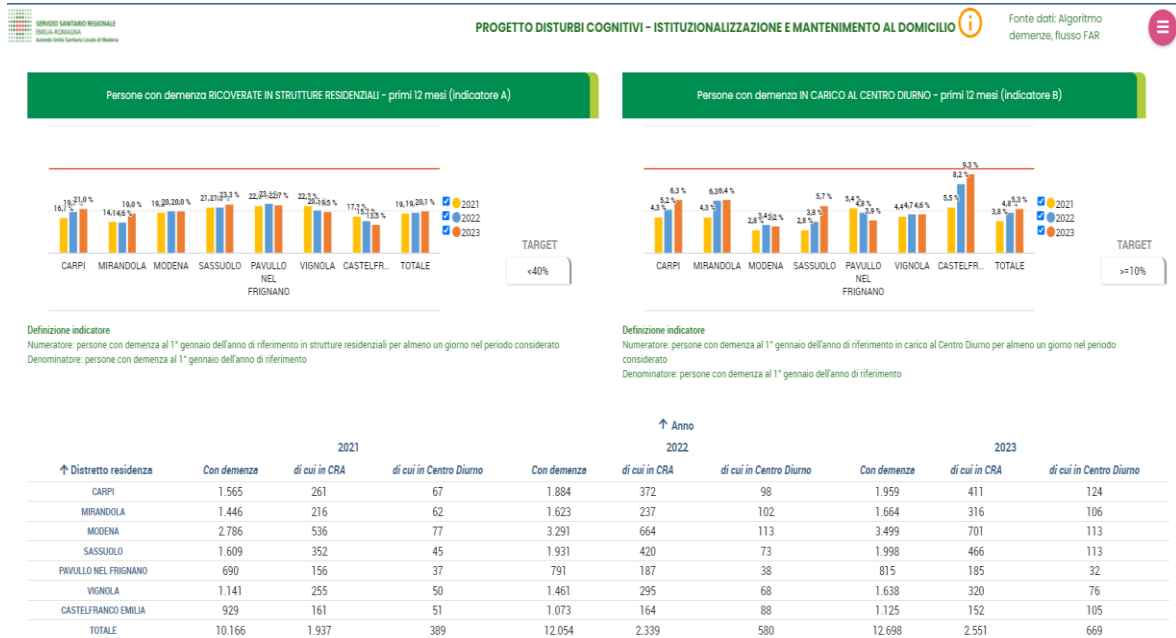 SERVIZIO SANITARIO REGIONALE
EMILIA-ROMAGNA
Azienda Unità Sanitaria Locale di Modena
PROGETTO DISTURBI COGNITIVI - ISTITUZIONALIZZAZIONE E MANTENIMENTO AL DOMICILIO
i
Fonte dati: Algoritmo
demenze, flusso FAR
Persone con demenza RICOVERATE IN STRUTTURE RESIDENZIALI - primi 12 mesi (indicatore A)
21,0 %
19,0 %
20,0 %
23,3 %
13,5 %
20,1 %
CARPI MIRANDOLA MODENA SASSUOLO PAVULLO NEL FRIGNANO VIGNOLA CASTELFR... TOTALE
2021
2022
2023
TARGET
<40%
Persone con demenza IN CARICO AL CENTRO DIURNO - primi 12 mesi (indicatore B)
4,3 % 5,2 % 6,3 %
4,3 % 6,4 %
2,8 %
2,8 % 3,8 % 5,7 %
5,4 % 4,8 % 3,9 %
4,6 %
5,5 % 8,2 % 9,3 %
3,8 % 5,3 %
CARPI MIRANDOLA MODENA SASSUOLO PAVULLO NEL FRIGNANO VIGNOLA CASTELFR... TOTALE
2021
2022
2023
TARGET
>=10%
Definizione indicatore
Numeratore: persone con demenza al 1° gennaio dell'anno di riferimento in strutture residenziali per almeno un giorno nel periodo considerato
Denominatore: persone con demenza al 1° gennaio dell'anno di riferimento
Definizione indicatore
Numeratore: persone con demenza al 1° gennaio dell'anno di riferimento in carico al Centro Diurno per almeno un giorno nel periodo
considerato
Denominatore: persone con demenza al 1° gennaio dell'anno di riferimento
↑ Anno
2021 2022 2023
↑ Distretto residenza Con demenza di cui in CRA di cui in Centro Diurno Con demenza di cui in CRA di cui in Centro Diurno Con demenza di cui in CRA di cui in Centro Diurno
CARPI 1.565 261 67 1.884 372 98 1.959 411 124
MIRANDOLA 1.446 216 62 1.623 237 102 1.664 316 106
MODENA 2.786 536 77 3.291 664 113 3.499 701 113
SASSUOLO 1.609 352 45 1.931 420 73 1.998 466 113
PAVULLO NEL FRIGNANO 690 156 37 791 187 38 815 185 32
VIGNOLA 1.141 255 50 1.461 295 68 1.638 320 76
CASTELFRANCO EMILIA 929 161 51 1.073 164 88 1.125 152 105
TOTALE 10.166 1.937 389 12.054 2.339 580 12.698 2.551 669